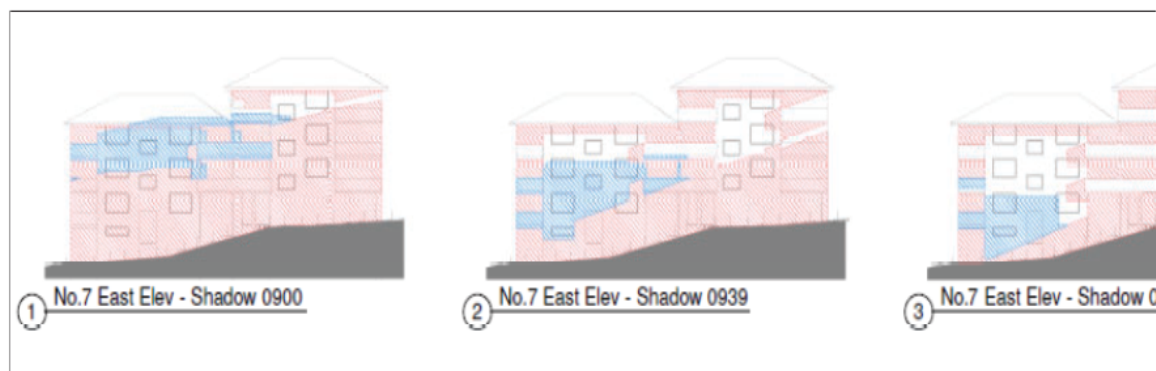 1 No.7 East Elev - Shadow 0900
2 No.7 East Elev - Shadow 0939
3 No.7 East Elev - Shadow 0